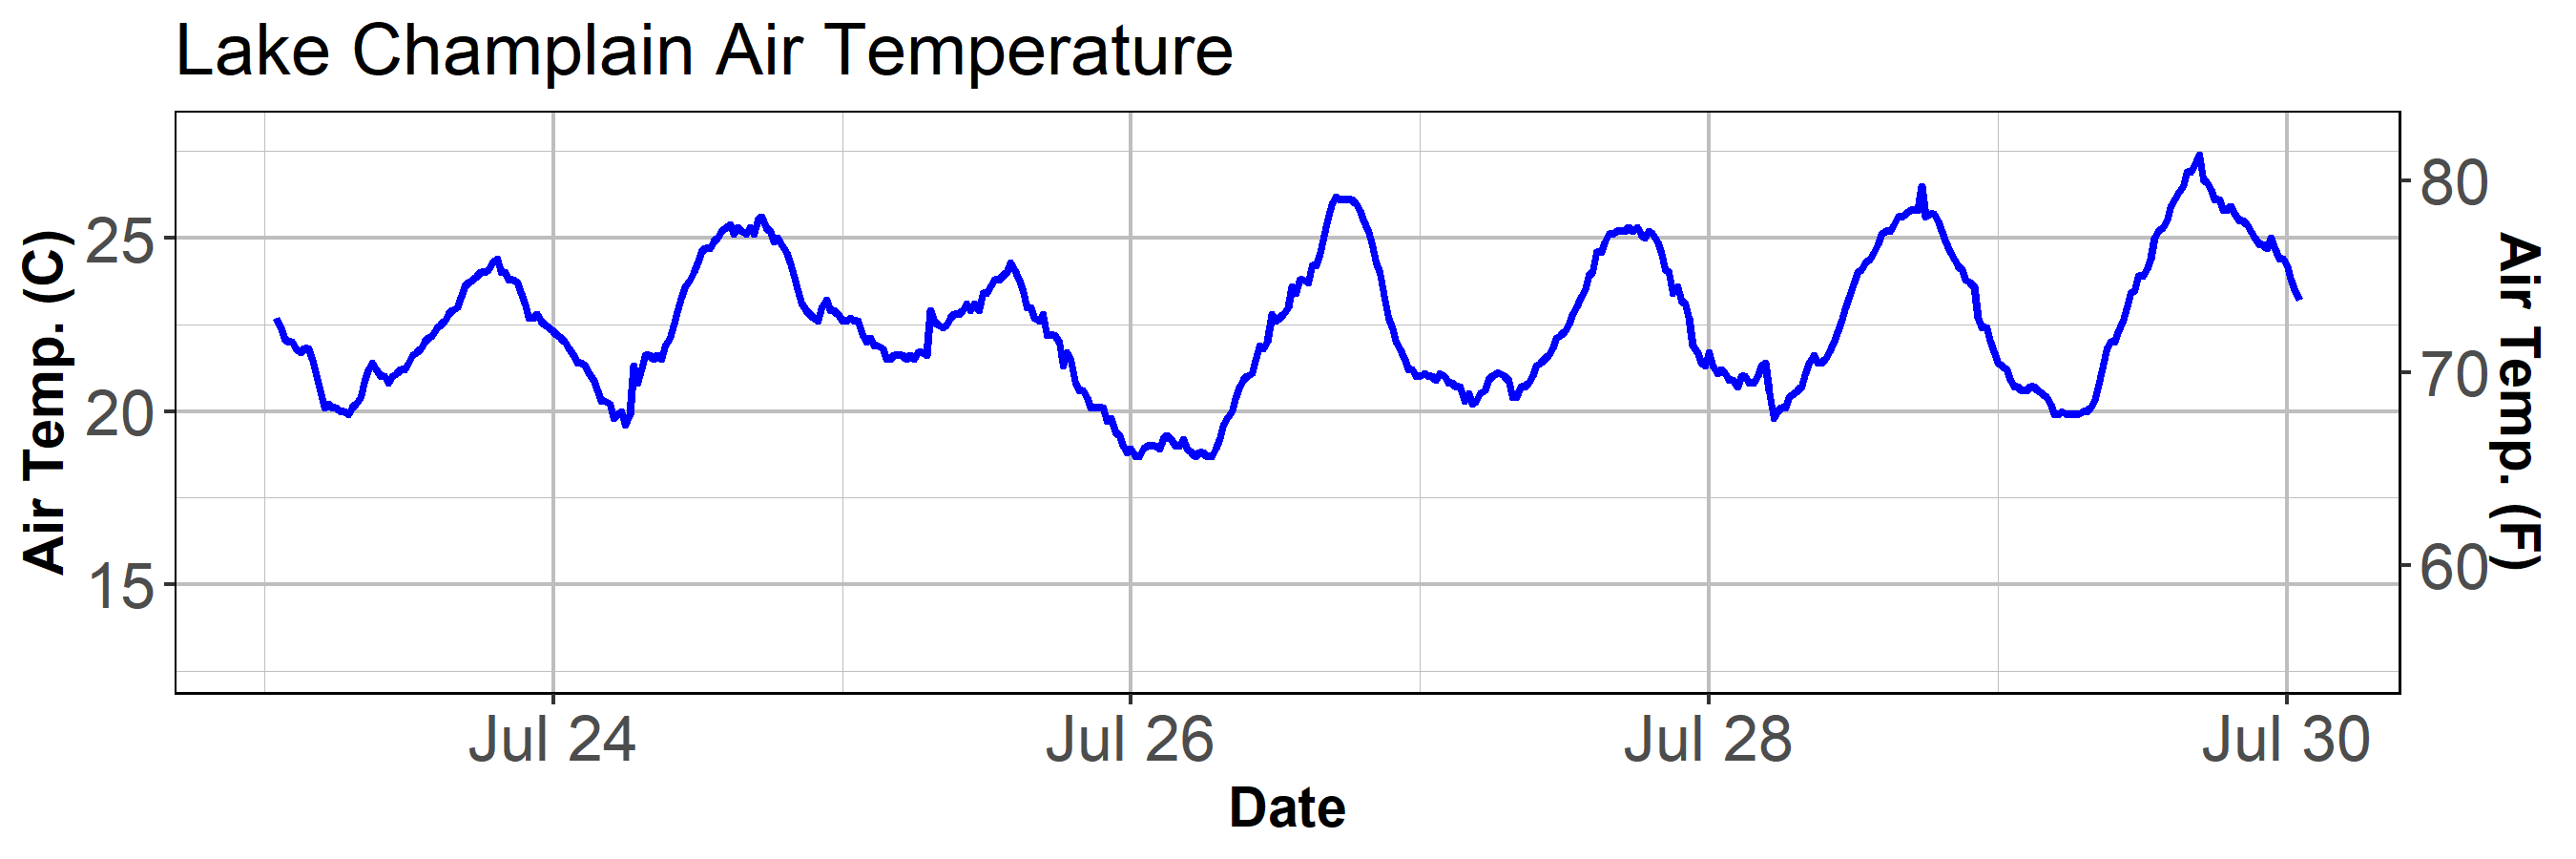 Lake Champlain Air Temperature
Air Temp. (C)
25
20
15
80
70
60
Air Temp. (F)
Jul 24 Jul 26 Jul 28 Jul 30
Date